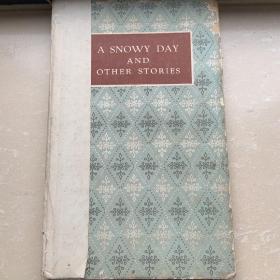 A SNOWY DAY
AND
OTHER STORIES